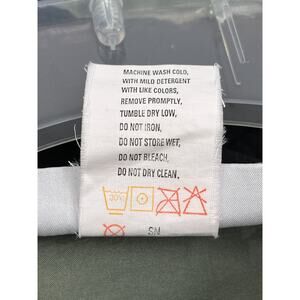 MACHINE WASH COLD,
WITH MILD DETERGENT
WITH LIKE COLORS,
REMOVE PROMPTLY,
TUMBLE DRY LOW,
DO NOT IRON,
DO NOT STORE WET,
DO NOT BLEACH,
DO NOT DRY CLEAN.
30°C
SN